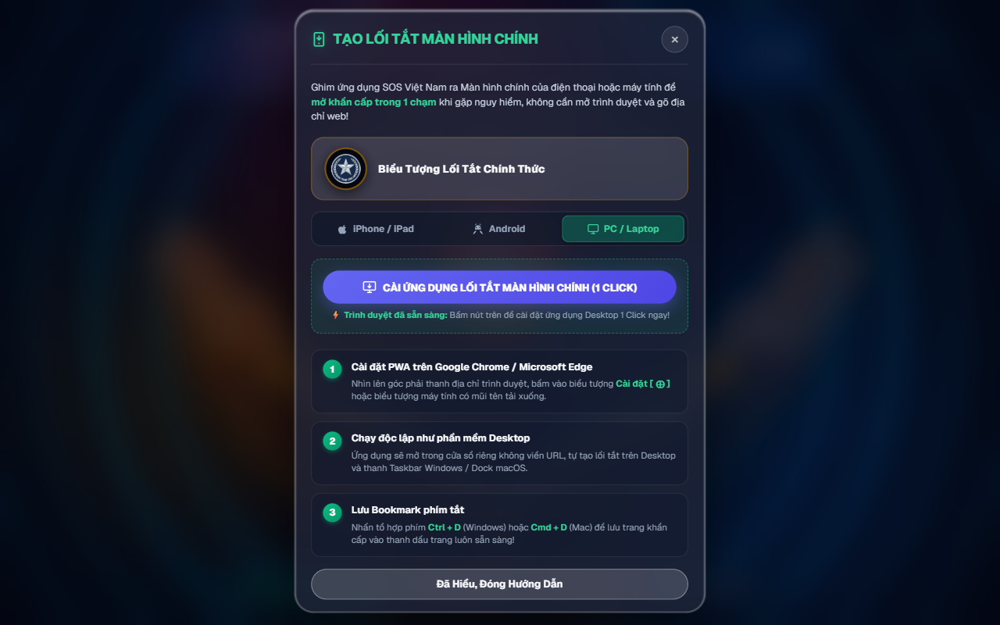 TẠO LỐI TẮT MÀN HÌNH CHÍNH
Ghim ứng dụng SOS Việt Nam ra Màn hình chính của điện thoại hoặc máy tính để
mở khẩn cấp trong 1 chạm khi gặp nguy hiểm, không cần mở trình duyệt và gõ địa
chỉ web!
Biểu Tượng Lối Tắt Chính Thức
iPhone / iPad
Android
PC / Laptop
CÀI ỨNG DỤNG LỐI TẮT MÀN HÌNH CHÍNH (1 CLICK)
Trình duyệt đã sẵn sàng: Bấm nút trên để cài đặt ứng dụng Desktop 1 Click ngay!
1
Cài đặt PWA trên Google Chrome / Microsoft Edge
Nhìn lên góc phải thanh địa chỉ trình duyệt, bấm vào biểu tượng Cài đặt [ ⊕ ]
hoặc biểu tượng máy tính có mũi tên tải xuống.
2
Chạy độc lập như phần mềm Desktop
Ứng dụng sẽ mở trong cửa sổ riêng không viền URL, tự tạo lối tắt trên Desktop
và thanh Taskbar Windows / Dock macOS.
3
Lưu Bookmark phím tắt
Nhấn tổ hợp phím Ctrl + D (Windows) hoặc Cmd + D (Mac) để lưu trang khẩn
cấp vào thanh dấu trang luôn sẵn sàng!
Đã Hiểu, Đóng Hướng Dẫn